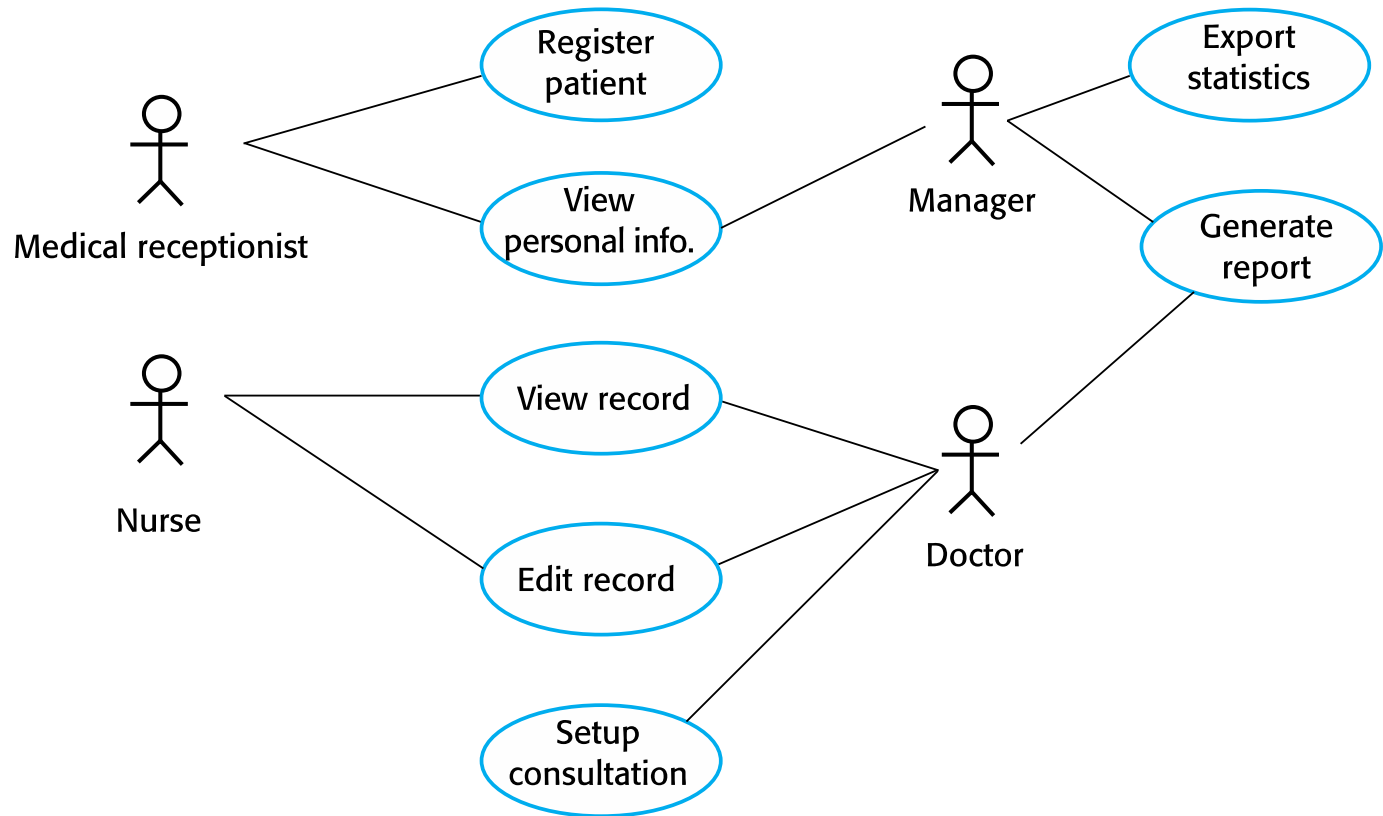 Register
patient
Export
statistics
Medical receptionist
View
personal info.
Manager
Generate
report
View record
Nurse
Doctor
Edit record
Setup
consultation